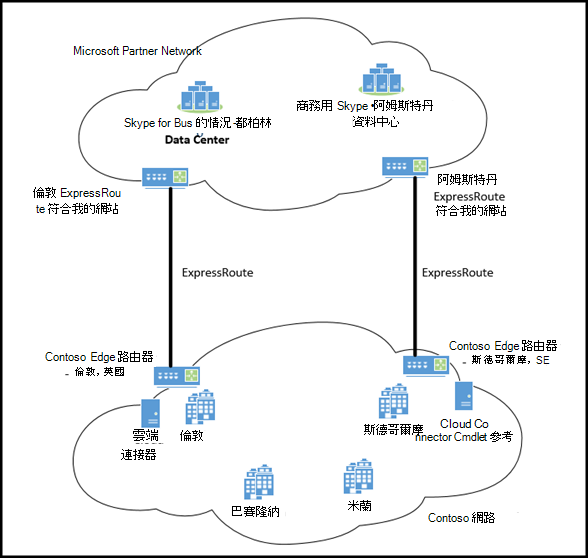 Microsoft Partner Network
Skype for Bus 的情況-都柏林
Data Center
商務用 Skype -阿姆斯特丹
資料中心
倫敦 ExpressRou
te 符合我的網站
阿姆斯特丹
ExpressRoute
符合我的網站
ExpressRoute
ExpressRoute
Contoso Edge 路由器
- 倫敦，英國
Contoso Edge 路由器
- 斯德哥爾摩，SE
雲端
連接器
倫敦
斯德哥爾摩
Cloud Co
nnector Cmdlet 參考
巴塞隆納
米蘭
Contoso 網路